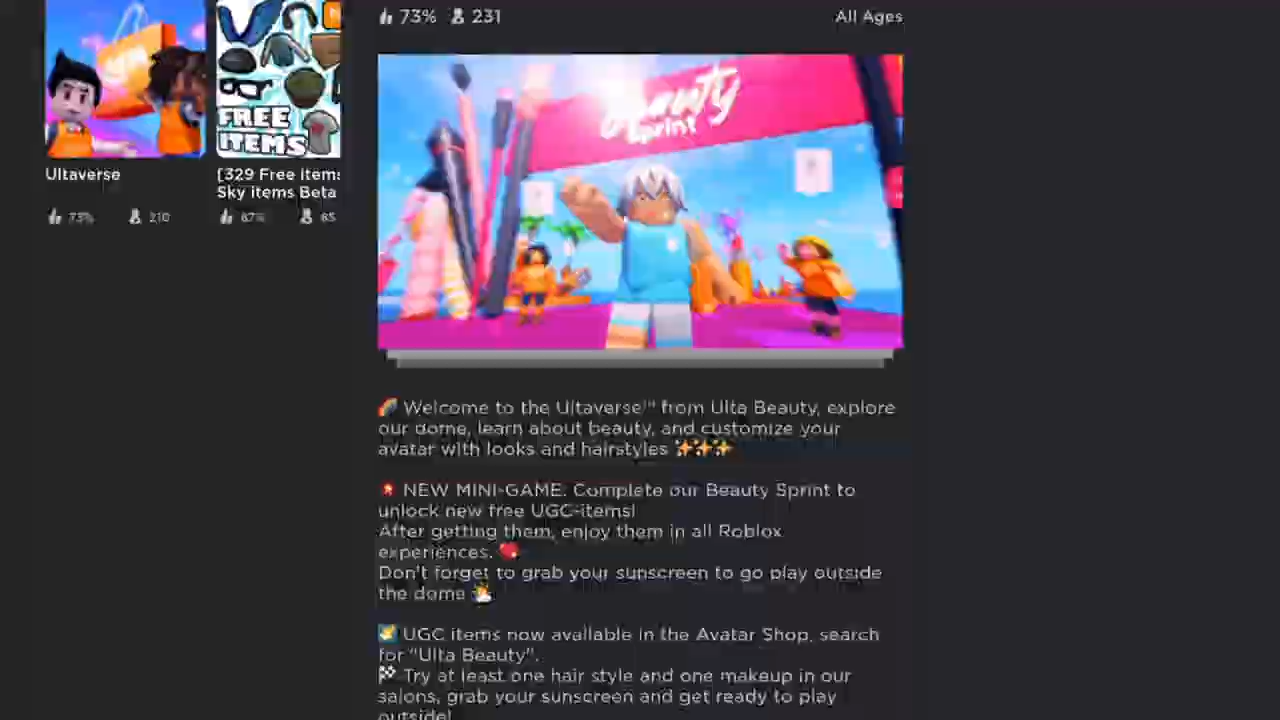 73% 231
All Ages
Beauty
Sprint
FREE
ITEMS
Ultaverse
[329 Free Items
Sky Items Beta
73% 210
87% 85
🌈 Welcome to the Ultaverse™ from Ulta Beauty, explore
our dome, learn about beauty, and customize your
avatar with looks and hairstyles ✨✨✨
💥 NEW MINI-GAME. Complete our Beauty Sprint to
unlock new free UGC-items!
After getting them, enjoy them in all Roblox
experiences.
Don't forget to grab your sunscreen to go play outside
the dome
UGC items now available in the Avatar Shop, search
for "Ulta Beauty".
🏁 Try at least one hair style and one makeup in our
salons, grab your sunscreen and get ready to play
outside!